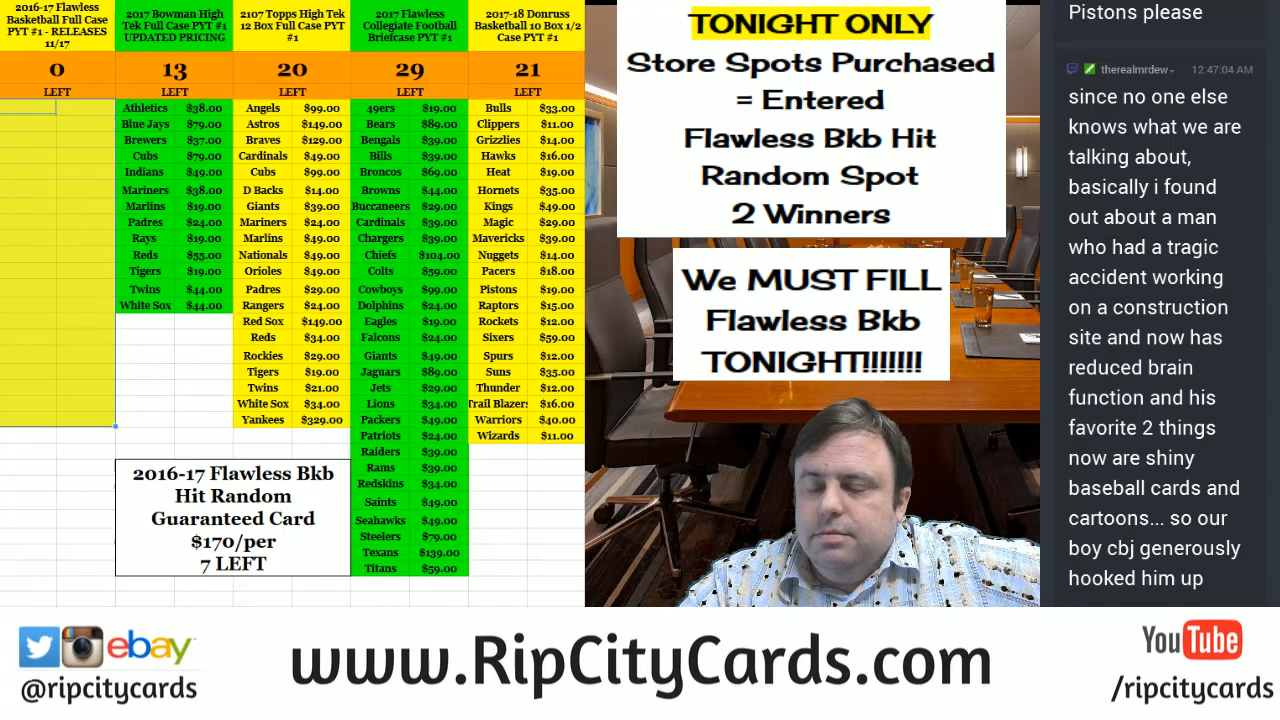 2016-17 Flawless
Basketball Full Case
PYT #1 - RELEASES
11/17
0
LEFT
2017 Bowman High
Tek Full Case PYT #1
UPDATED PRICING
13
LEFT
Athletics $38.00
Blue Jays $79.00
Brewers $37.00
Cubs $79.00
Indians $49.00
Mariners $38.00
Marlins $19.00
Padres $24.00
Rays $19.00
Reds $55.00
Tigers $19.00
Twins $44.00
White Sox $44.00
2107 Topps High Tek
12 Box Full Case PYT
#1
20
LEFT
Angels $99.00
Astros $149.00
Braves $129.00
Cardinals $49.00
Cubs $99.00
D Backs $14.00
Giants $39.00
Mariners $24.00
Marlins $49.00
Nationals $49.00
Orioles $49.00
Padres $29.00
Rangers $24.00
Red Sox $149.00
Reds $34.00
Rockies $29.00
Tigers $19.00
Twins $21.00
White Sox $34.00
Yankees $329.00
2017 Flawless
Collegiate Football
Briefcase PYT #1
29
LEFT
49ers $19.00
Bears $89.00
Bengals $39.00
Bills $39.00
Broncos $69.00
Browns $44.00
Buccaneers $29.00
Cardinals $39.00
Chargers $39.00
Chiefs $104.00
Colts $59.00
Cowboys $99.00
Dolphins $24.00
Eagles $19.00
Falcons $24.00
Giants $49.00
Jaguars $89.00
Jets $29.00
Lions $34.00
Packers $49.00
Patriots $24.00
Raiders $39.00
Rams $39.00
Redskins $34.00
Saints $49.00
Seahawks $49.00
Steelers $79.00
Texans $139.00
Titans $59.00
2017-18 Donruss
Basketball 10 Box 1/2
Case PYT #1
21
LEFT
Bulls $33.00
Clippers $11.00
Grizzlies $14.00
Hawks $16.00
Heat $19.00
Hornets $35.00
Kings $49.00
Magic $29.00
Mavericks $39.00
Nuggets $14.00
Pacers $18.00
Pistons $19.00
Raptors $15.00
Rockets $12.00
Sixers $59.00
Spurs $12.00
Suns $35.00
Thunder $12.00
Trail Blazers $16.00
Warriors $40.00
Wizards $11.00
2016-17 Flawless Bkb
Hit Random
Guaranteed Card
$170/per
7 LEFT
TONIGHT ONLY
Store Spots Purchased
= Entered
Flawless Bkb Hit
Random Spot
2 Winners
We MUST FILL
Flawless Bkb
TONIGHT!!!!!!!
Pistons please
therealmrdew 12:47:04 AM
since no one else
knows what we are
talking about,
basically i found
out about a man
who had a tragic
accident working
on a construction
site and now has
reduced brain
function and his
favorite 2 things
now are shiny
baseball cards and
cartoons... so our
boy cbj generously
hooked him up
ebay
@ripcitycards
www.RipCityCards.com
YouTube
/ripcitycards